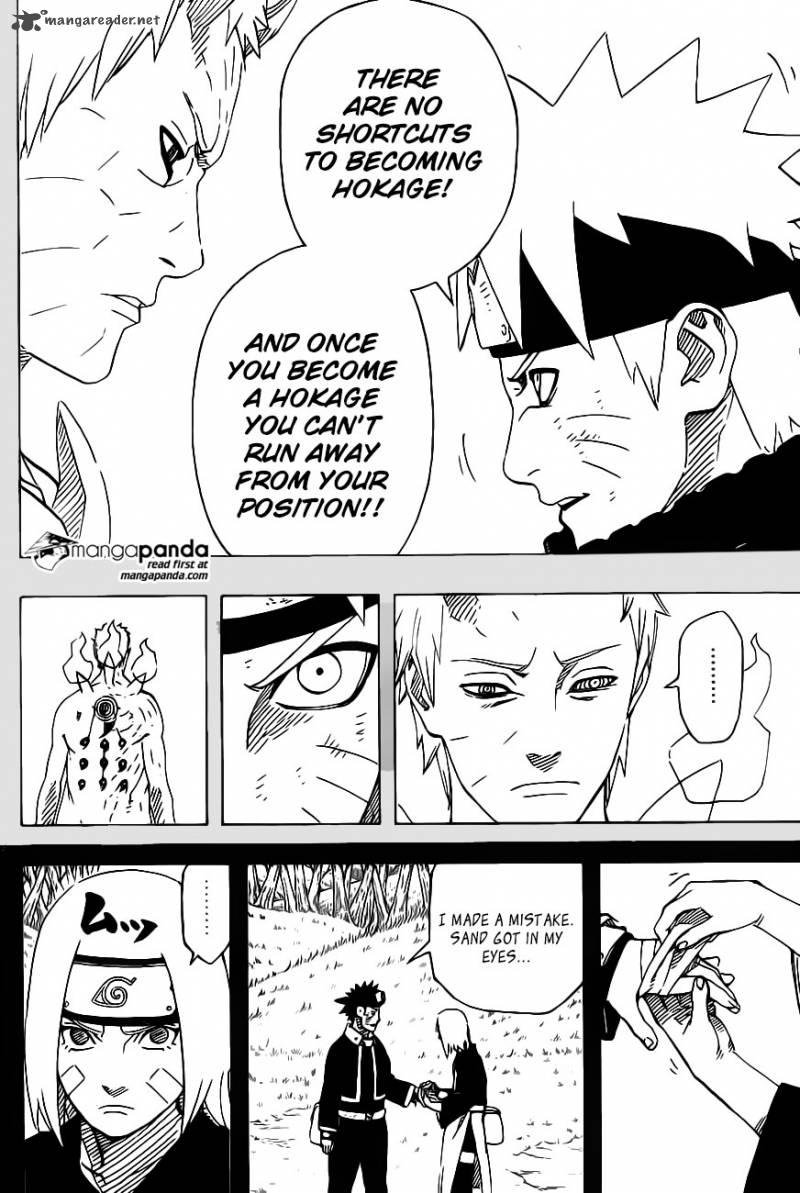 mangareader.net
THERE
ARE NO
SHORTCUTS
TO BECOMING
HOKAGE!
AND ONCE
YOU BECOME
A HOKAGE
YOU CAN'T
RUN AWAY
FROM YOUR
POSITION!!
mangapanda
read first at
mangapanda.com
.......
......
ムッ
I MADE A MISTAKE.
SAND GOT IN MY
EYES...